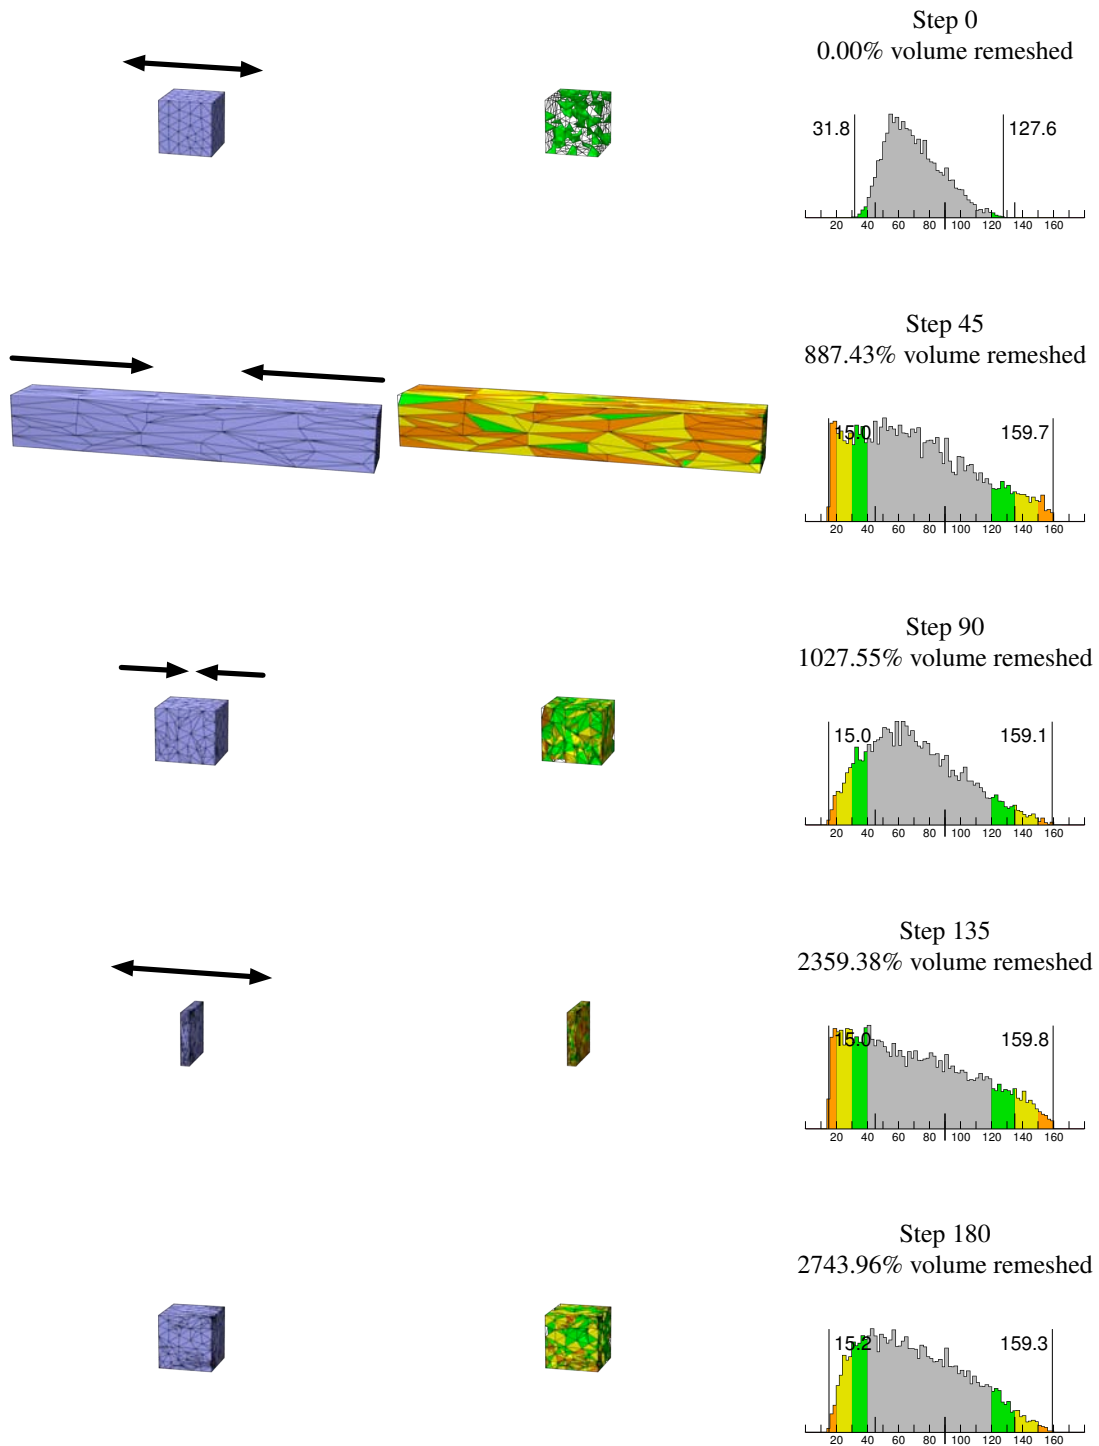 Step 0
0.00% volume remeshed
31.8 127.6
20 40 60 80 100 120 140 160
Step 45
887.43% volume remeshed
15.0 159.7
20 40 60 80 100 120 140 160
Step 90
1027.55% volume remeshed
15.0 159.1
20 40 60 80 100 120 140 160
Step 135
2359.38% volume remeshed
15.0 159.8
20 40 60 80 100 120 140 160
Step 180
2743.96% volume remeshed
15.2 159.3
20 40 60 80 100 120 140 160